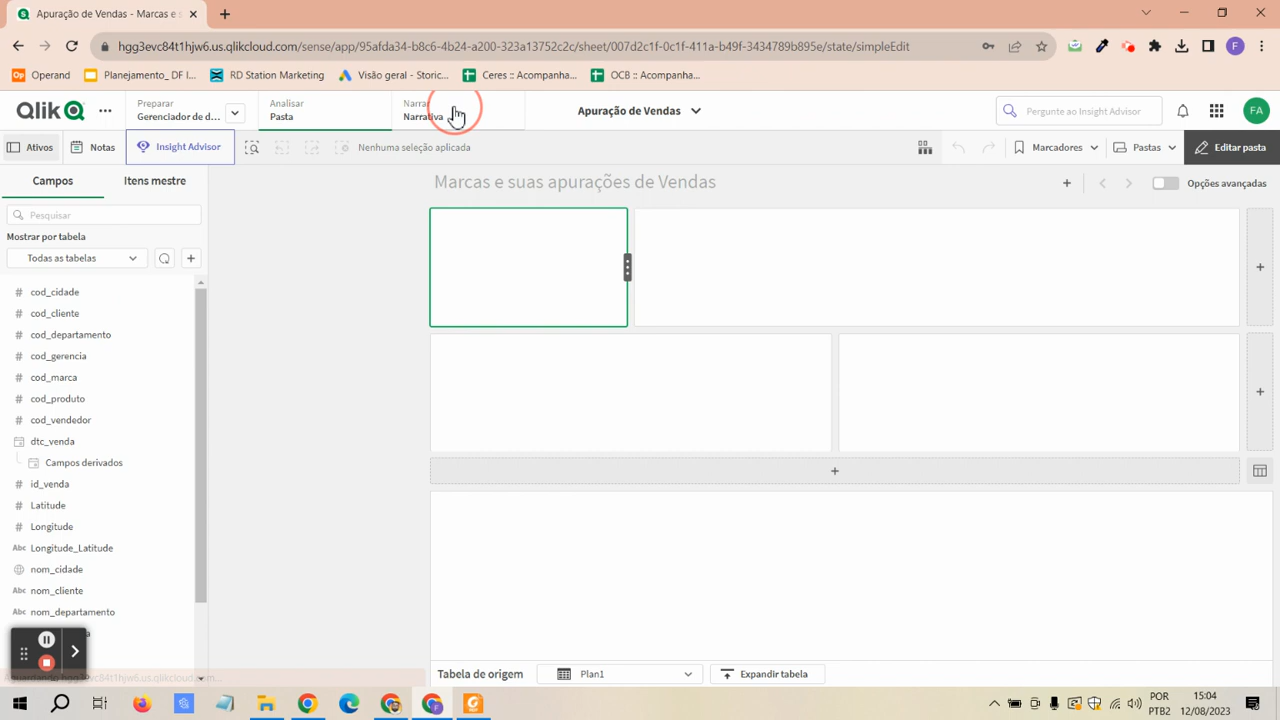 Apuração de Vendas - Marcas e s
hgg3evc84t1hjw6.us.qlikcloud.com/sense/app/95afda34-b8c6-4b24-a200-323a13752c2c/sheet/007d2c1f-0c1f-411a-b49f-3434789b895e/state/simpleEdit
F
Operand
Planejamento_ DF I...
RD Station Marketing
Visão geral - Storic...
Ceres :: Acompanha...
OCB :: Acompanha...
Qlik
Preparar
Gerenciador de d...
Analisar
Pasta
Narrar
Narrativa
Apuração de Vendas
Pergunte ao Insight Advisor
FA
Ativos
Notas
Insight Advisor
Nenhuma seleção aplicada
Marcadores
Pastas
Editar pasta
Campos
Itens mestre
Marcas e suas apurações de Vendas
Opções avançadas
Pesquisar
Mostrar por tabela
Todas as tabelas
# cod_cidade
# cod_cliente
# cod_departamento
# cod_gerencia
# cod_marca
# cod_produto
# cod_vendedor
dtc_venda
Campos derivados
# id_venda
# Latitude
# Longitude
Abc Longitude_Latitude
nom_cidade
Abc nom_cliente
Abc nom_departamento
Tabela de origem
Plan1
Expandir tabela
POR
PTB2
15:04
12/08/2023